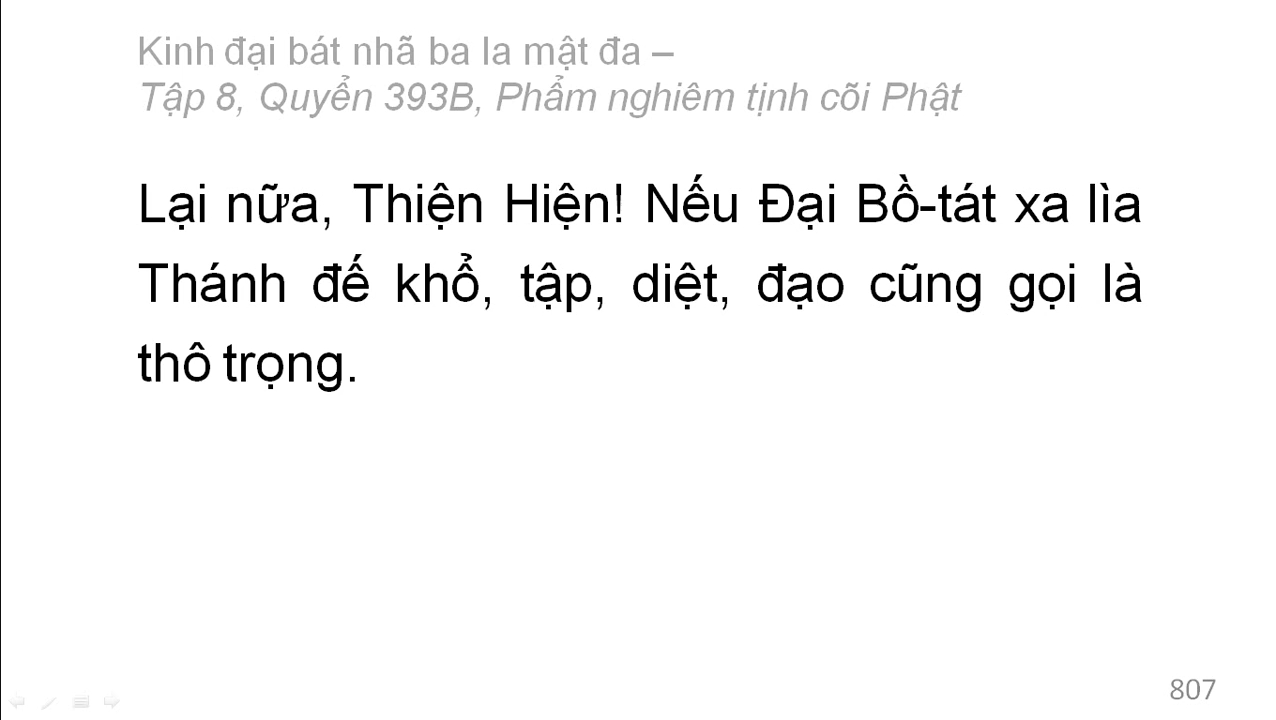 Kinh đại bát nhã ba la mật đa –
Tập 8, Quyển 393B, Phẩm nghiêm tịnh cõi Phật
Lại nữa, Thiện Hiện! Nếu Đại Bồ-tát xa lìa
Thánh đế khổ, tập, diệt, đạo cũng gọi là
thô trọng.
807